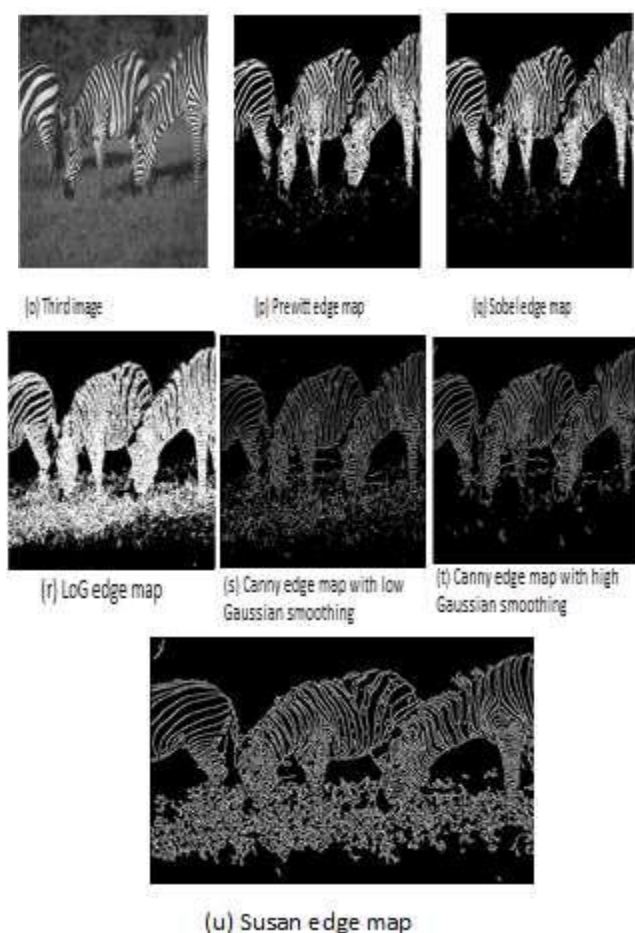 (o) Third image
(p) Prewitt edge map
(q) Sobel edge map
(r) LoG edge map
(s) Canny edge map with low
Gaussian smoothing
(t) Canny edge map with high
Gaussian smoothing
(u) Susan edge map